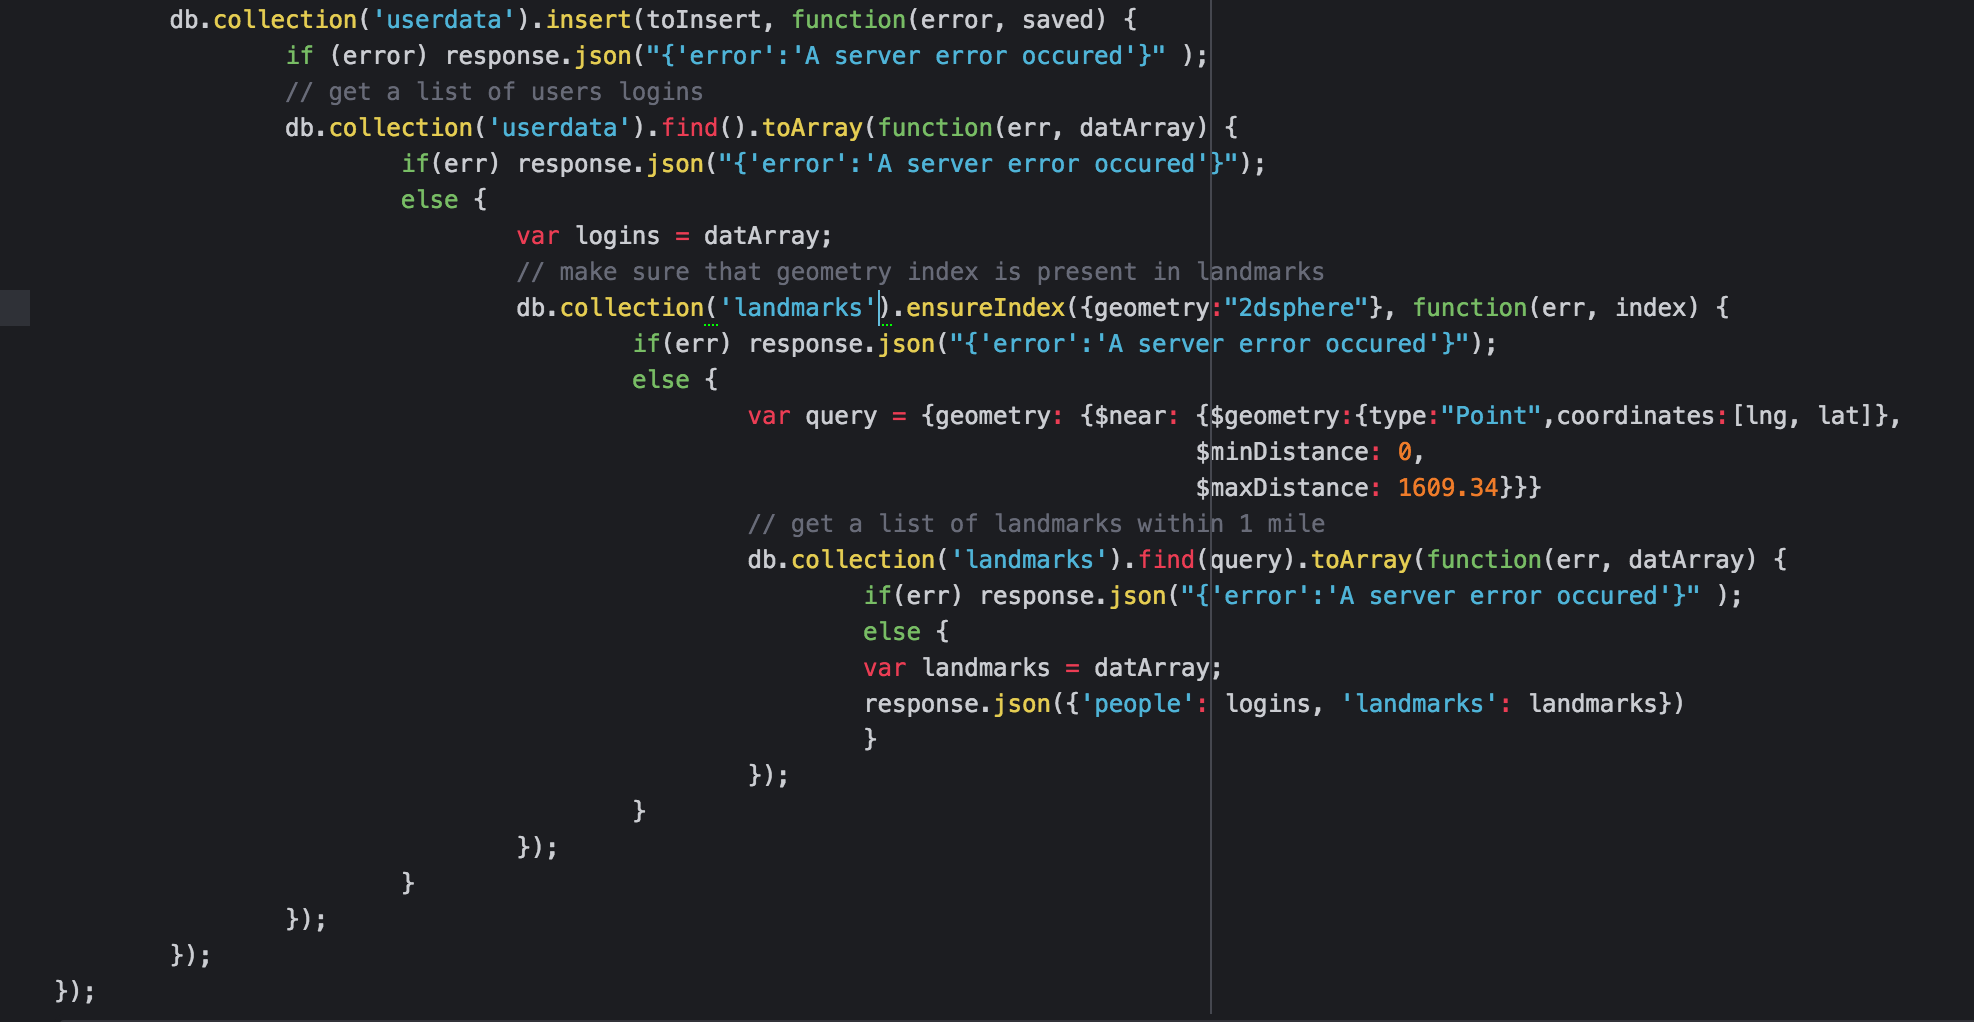 db.collection('userdata').insert(toInsert, function(error, saved) {
if (error) response.json("{'error':'A server error occured'}" );
// get a list of users logins
db.collection('userdata').find().toArray(function(err, datArray) {
if(err) response.json("{'error':'A server error occured'}");
else {
var logins = datArray;
// make sure that geometry index is present in landmarks
db.collection('landmarks').ensureIndex({geometry:"2dsphere"}, function(err, index) {
if(err) response.json("{'error':'A server error occured'}");
else {
var query = {geometry: {$near: {$geometry:{type:"Point",coordinates:[lng, lat]},
$minDistance: 0,
$maxDistance: 1609.34}}}
// get a list of landmarks within 1 mile
db.collection('landmarks').find(query).toArray(function(err, datArray) {
if(err) response.json("{'error':'A server error occured'}" );
else {
var landmarks = datArray;
response.json({'people': logins, 'landmarks': landmarks})
}
});
}
});
}
});
});
});